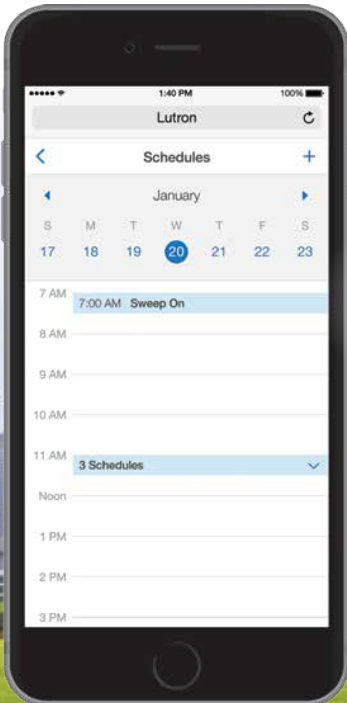 1:40 PM 100%
Lutron
Schedules +
January
S M T W T F S
17 18 19 20 21 22 23
7 AM
7:00 AM Sweep On
8 AM
9 AM
10 AM
11 AM
3 Schedules
Noon
1 PM
2 PM
3 PM